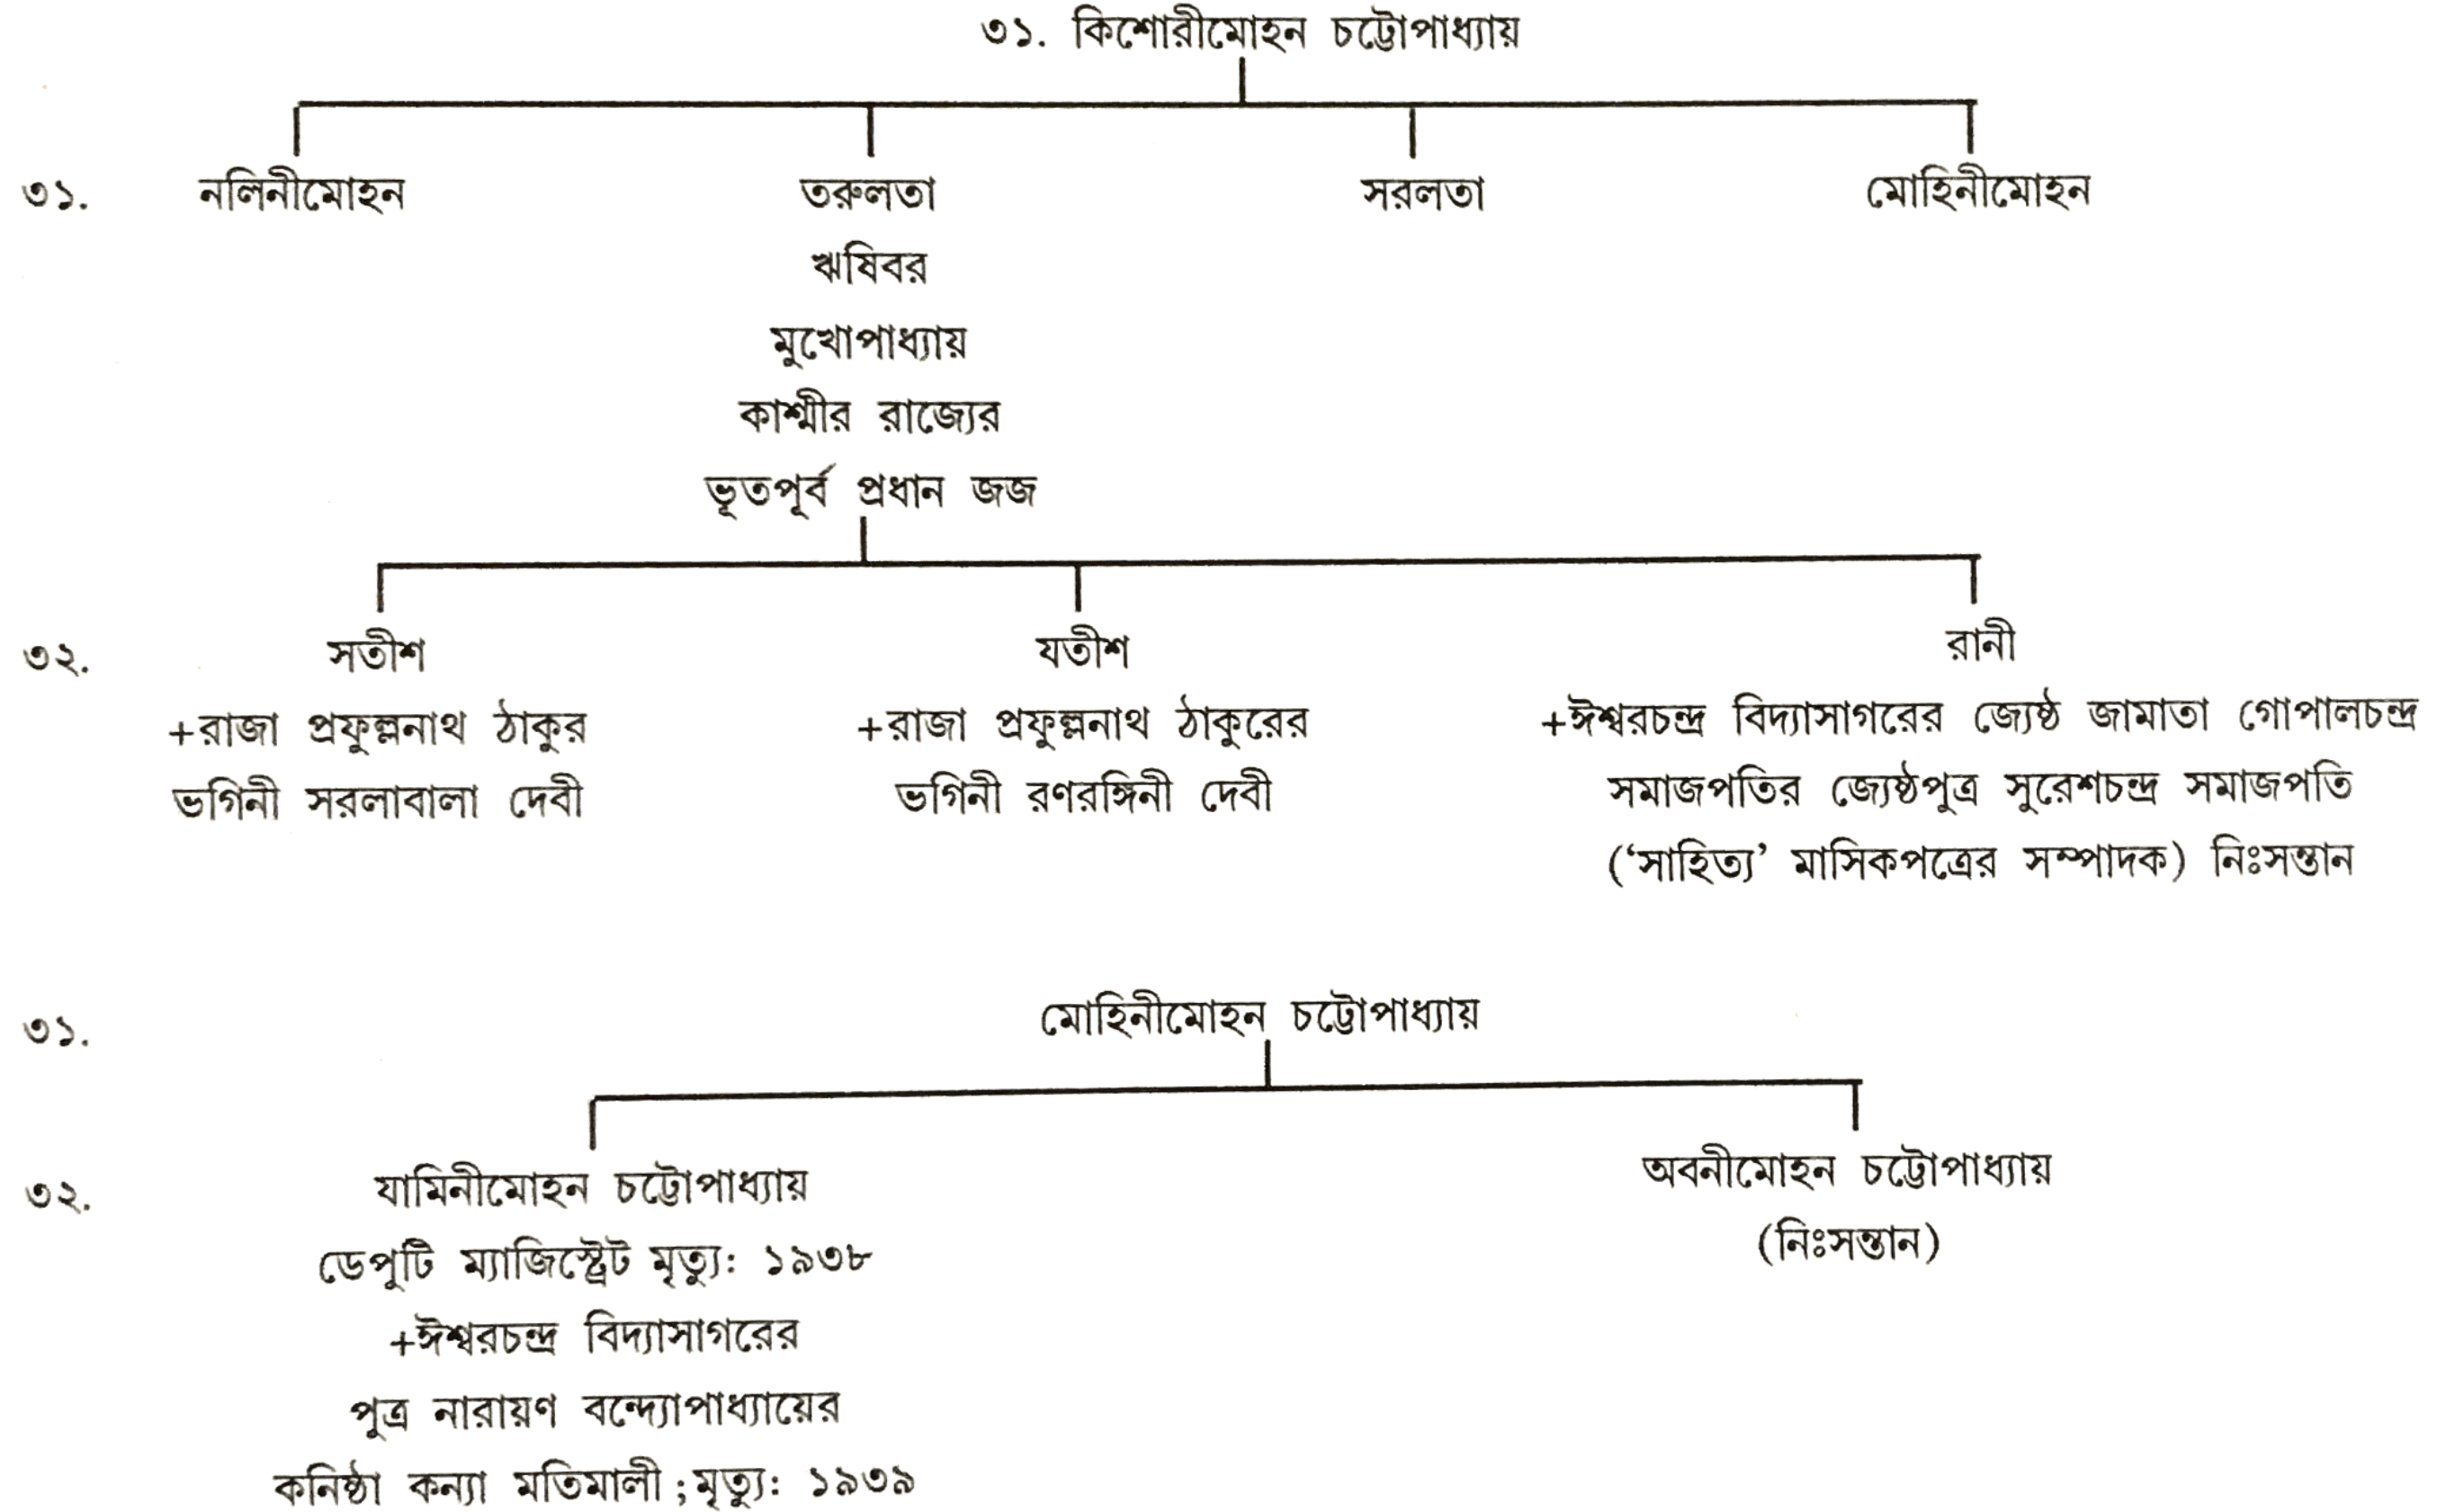 ৩১. কিশোরীমোহন চট্টোপাধ্যায়
৩১. নলিনীমোহন তরুলতা সরলতা মোহিনীমোহন
ঋষিবর
মুখোপাধ্যায়
কাশ্মীর রাজ্যের
ভূতপূর্ব প্রধান জজ
৩২. সতীশ যতীশ রানী
+রাজা প্রফুল্লনাথ ঠাকুর +রাজা প্রফুল্লনাথ ঠাকুরের +ঈশ্বরচন্দ্র বিদ্যাসাগরের জ্যেষ্ঠ জামাতা গোপালচন্দ্র
ভগিনী সরলাবালা দেবী ভগিনী রণরঙ্গিনী দেবী সমাজপতির জ্যেষ্ঠপুত্র সুরেশচন্দ্র সমাজপতি
(‘সাহিত্য’ মাসিকপত্রের সম্পাদক) নিঃসন্তান
৩১. মোহিনীমোহন চট্টোপাধ্যায়
৩২. যামিনীমোহন চট্টোপাধ্যায় অবনীমোহন চট্টোপাধ্যায়
ডেপুটি ম্যাজিস্ট্রেট মৃত্যু: ১৯৩৮ (নিঃসন্তান)
+ঈশ্বরচন্দ্র বিদ্যাসাগরের
পুত্র নারায়ণ বন্দ্যোপাধ্যায়ের
কনিষ্ঠা কন্যা মতিমালী ; মৃত্যু: ১৯৩৯